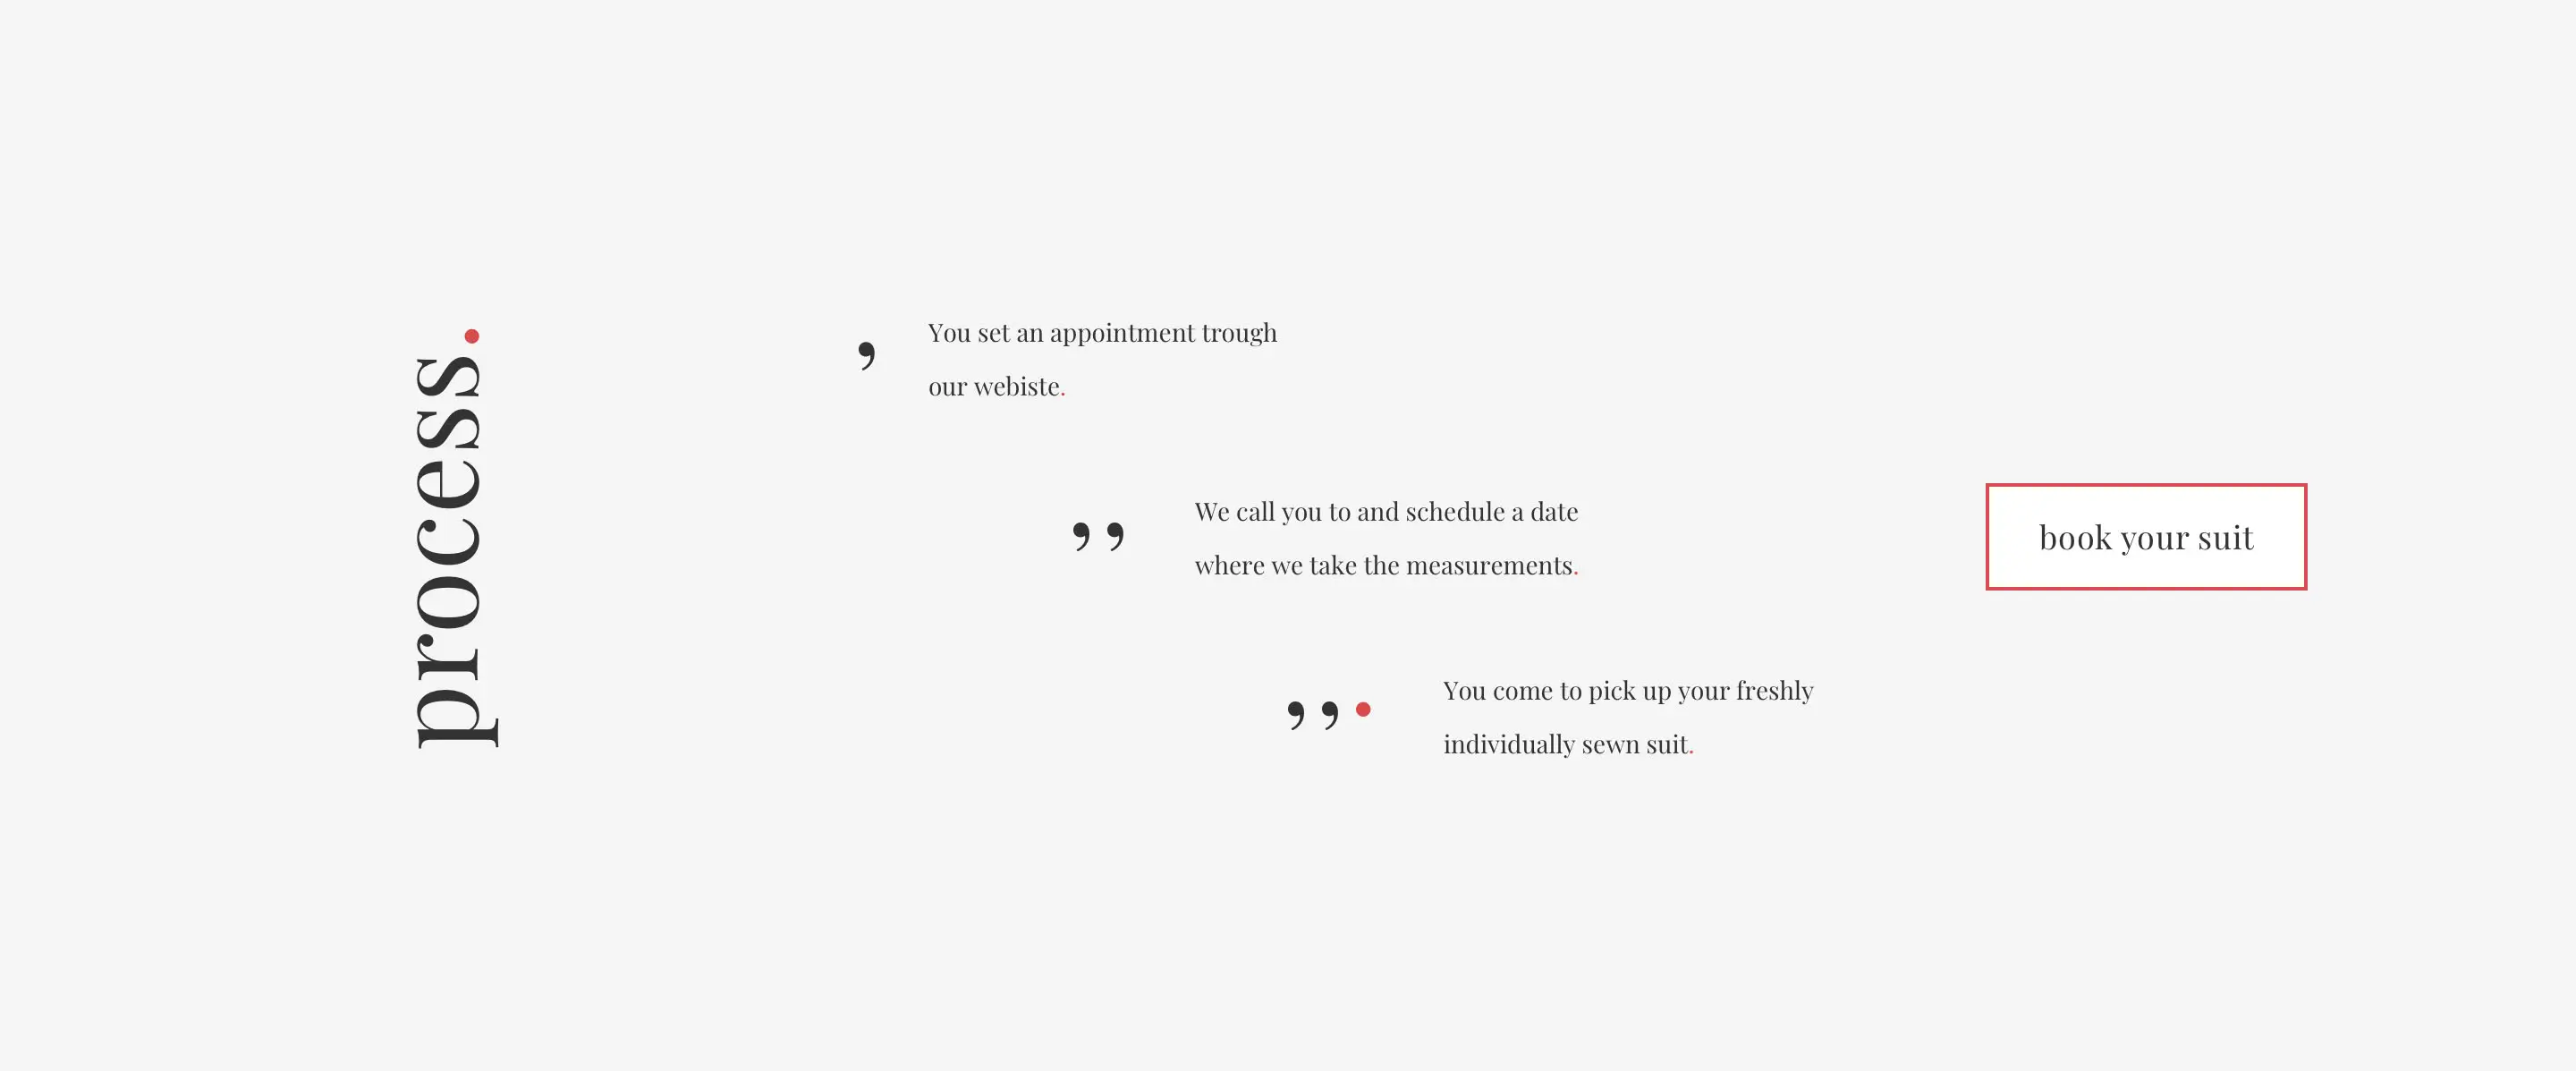 process.
,
You set an appointment trough
our webiste.
,,
We call you to and schedule a date
where we take the measurements.
,,.
You come to pick up your freshly
individually sewn suit.
book your suit